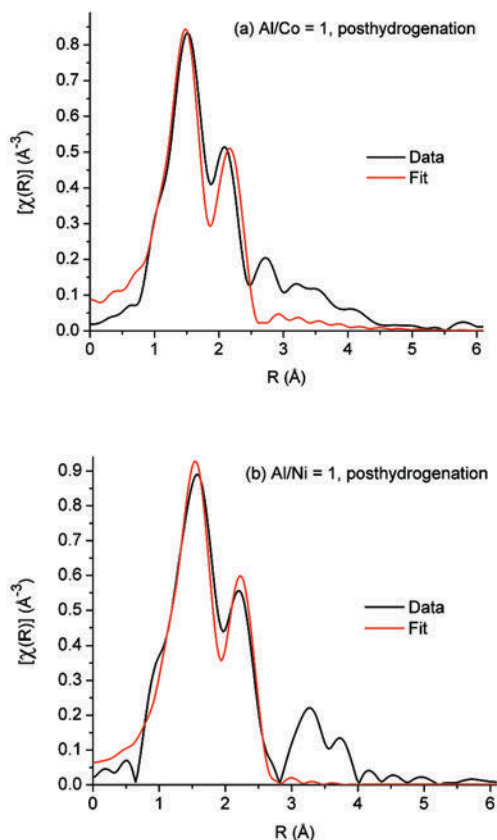 (a) Al/Co = 1, posthydrogenation
0.8
0.7
0.6
0.5
0.4
0.3
0.2
0.1
0.0
[χ(R)] (Å⁻³)
Data
Fit
0 1 2 3 4 5 6
R (Å)
(b) Al/Ni = 1, posthydrogenation
0.9
0.8
0.7
0.6
0.5
0.4
0.3
0.2
0.1
0.0
[χ(R)] (Å⁻³)
Data
Fit
0 1 2 3 4 5 6
R (Å)